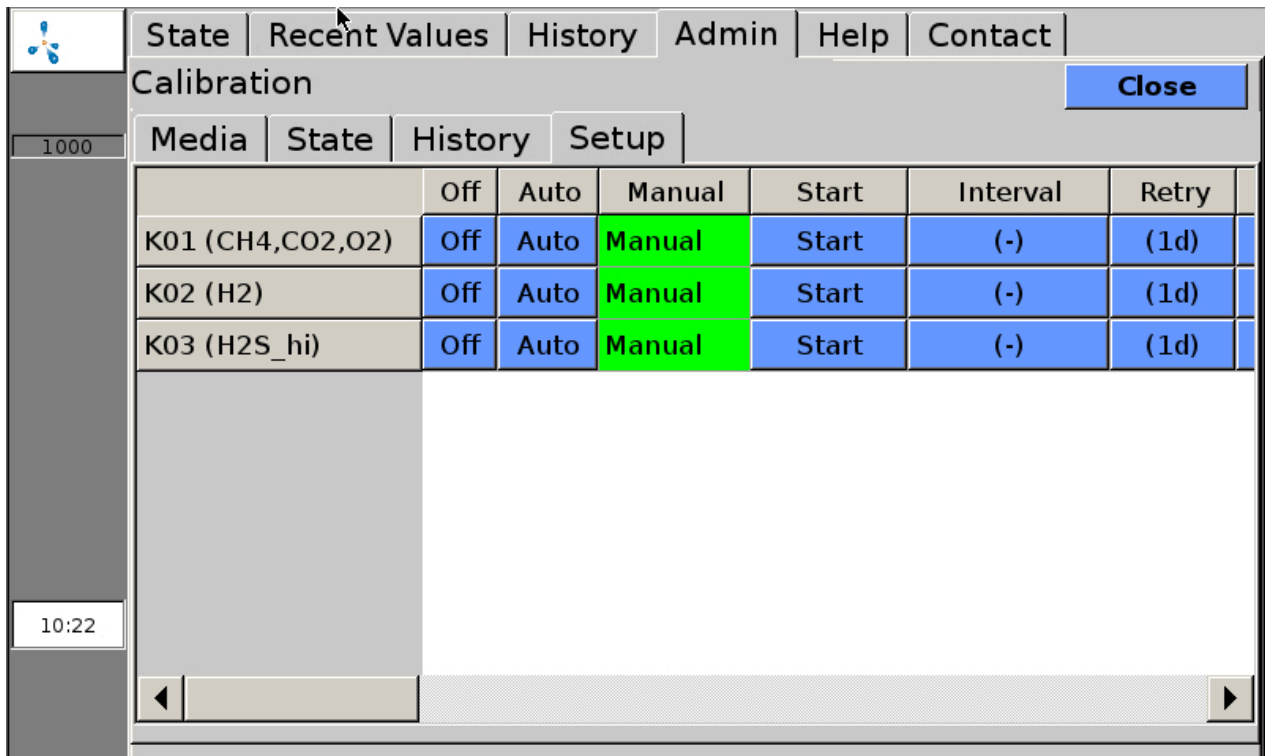 State Recent Values History Admin Help Contact
Calibration Close
1000
Media State History Setup
Off Auto Manual Start Interval Retry
K01 (CH4,CO2,O2) Off Auto Manual Start (-) (1d)
K02 (H2) Off Auto Manual Start (-) (1d)
K03 (H2S_hi) Off Auto Manual Start (-) (1d)
10:22